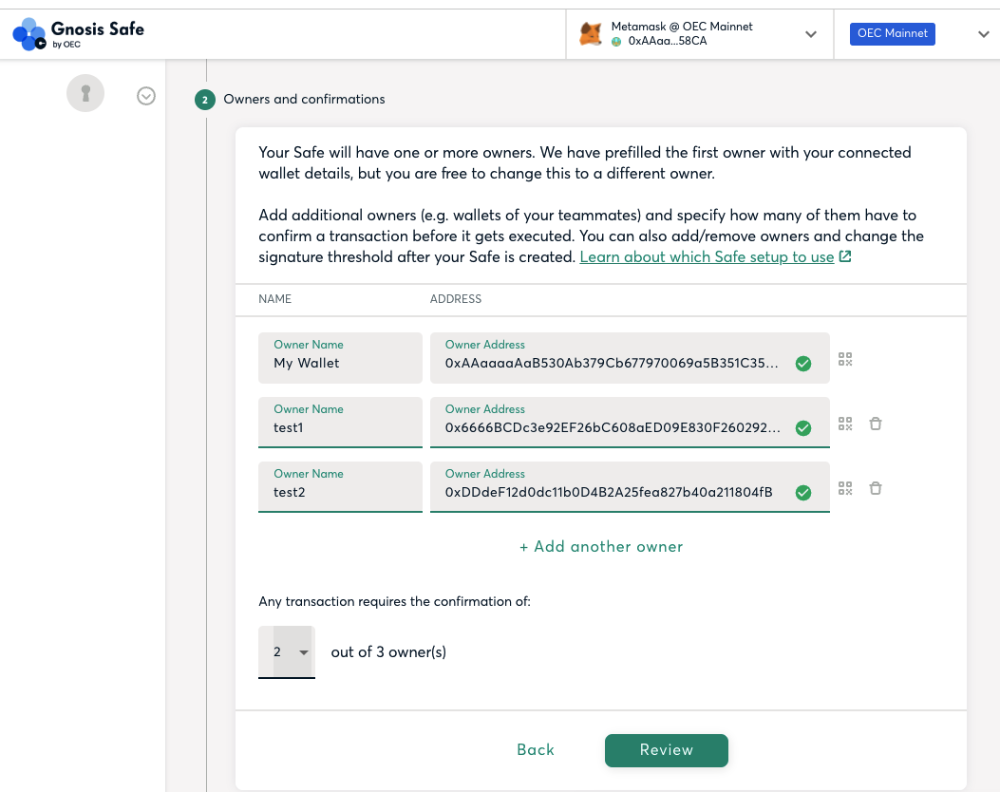 Gnosis Safe
by OEC
Metamask @ OEC Mainnet
0xAAaa...58CA
OEC Mainnet
2 Owners and confirmations
Your Safe will have one or more owners. We have prefilled the first owner with your connected
wallet details, but you are free to change this to a different owner.
Add additional owners (e.g. wallets of your teammates) and specify how many of them have to
confirm a transaction before it gets executed. You can also add/remove owners and change the
signature threshold after your Safe is created. Learn about which Safe setup to use
NAME ADDRESS
Owner Name Owner Address
My Wallet 0xAAaaaaAaB530Ab379Cb677970069a5B351C35...
Owner Name Owner Address
test1 0x6666BCDc3e92EF26bC608aED09E830F260292...
Owner Name Owner Address
test2 0xDDdeF12d0dc11b0D4B2A25fea827b40a211804fB
+ Add another owner
Any transaction requires the confirmation of:
2 out of 3 owner(s)
Back Review